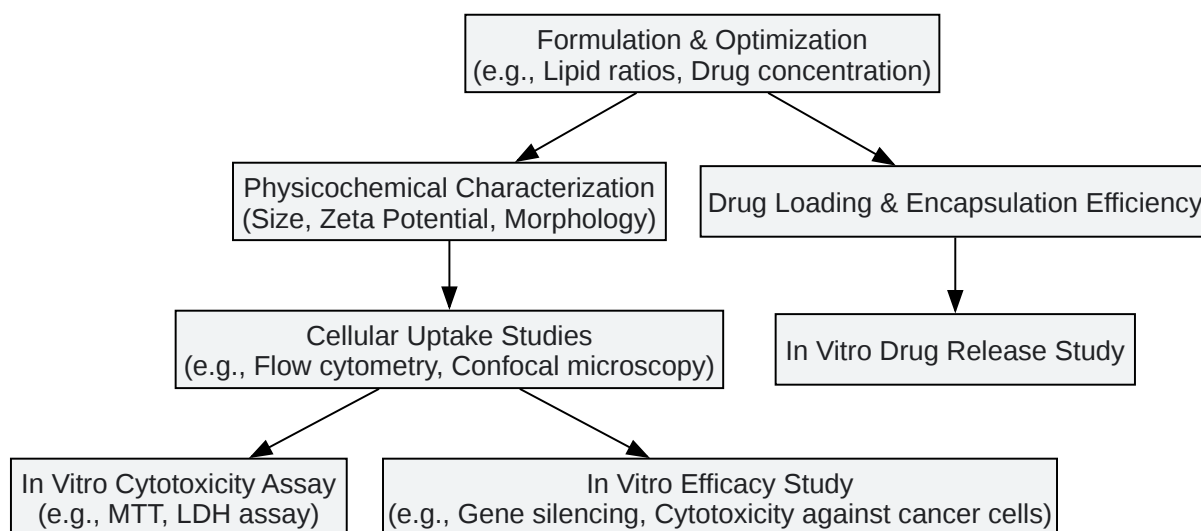 Formulation & Optimization
(e.g., Lipid ratios, Drug concentration)
Physicochemical Characterization
(Size, Zeta Potential, Morphology)
Drug Loading & Encapsulation Efficiency
Cellular Uptake Studies
(e.g., Flow cytometry, Confocal microscopy)
In Vitro Drug Release Study
In Vitro Cytotoxicity Assay
(e.g., MTT, LDH assay)
In Vitro Efficacy Study
(e.g., Gene silencing, Cytotoxicity against cancer cells)